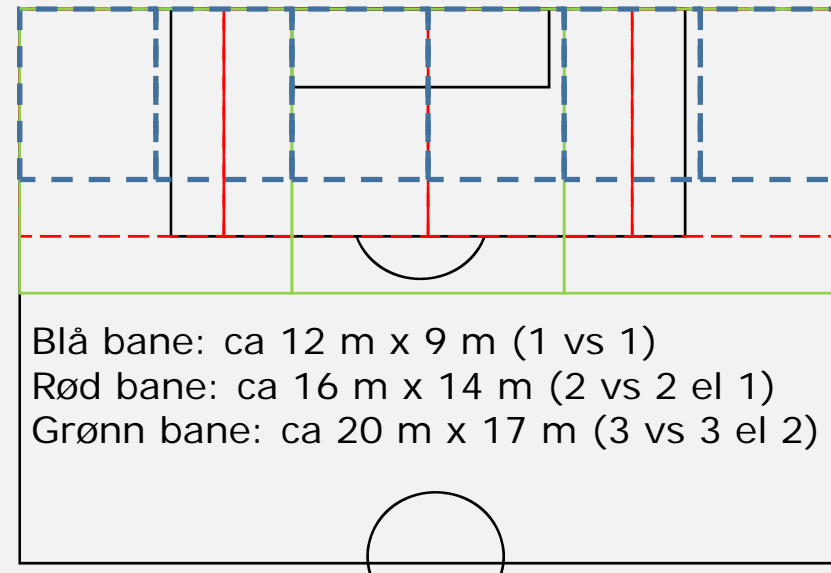 Blå bane: ca 12 m x 9 m (1 vs 1)
Rød bane: ca 16 m x 14 m (2 vs 2 el 1)
Grønn bane: ca 20 m x 17 m (3 vs 3 el 2)